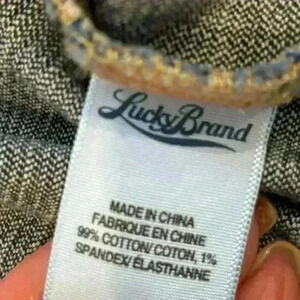 Lucky Brand
MADE IN CHINA
FABRIQUE EN CHINE
99% COTTON/ COTON, 1%
SPANDEX/ ÉLASTHANNE